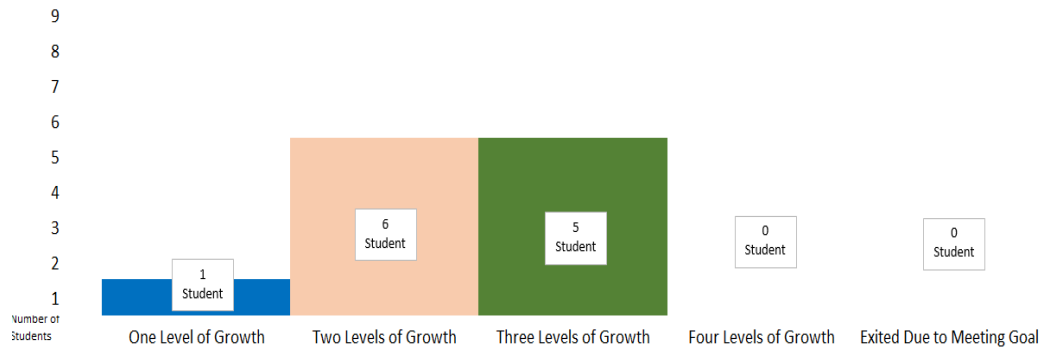 9
8
7
6
5
4
3
2
1
Number of
Students
1
Student
6
Student
5
Student
0
Student
0
Student
One Level of Growth
Two Levels of Growth
Three Levels of Growth
Four Levels of Growth
Exited Due to Meeting Goal